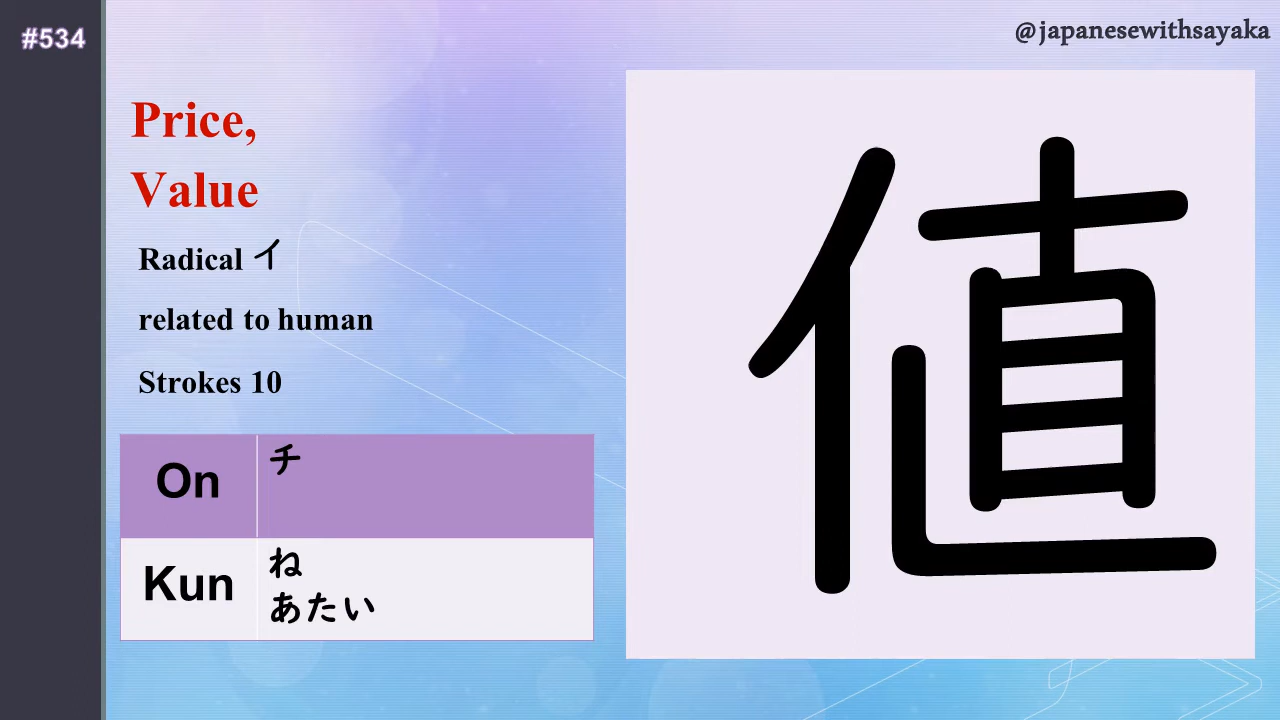 #534
@japanesewithsayaka
Price,
Value
Radical イ
related to human
Strokes 10
On チ
Kun ね
あたい
値